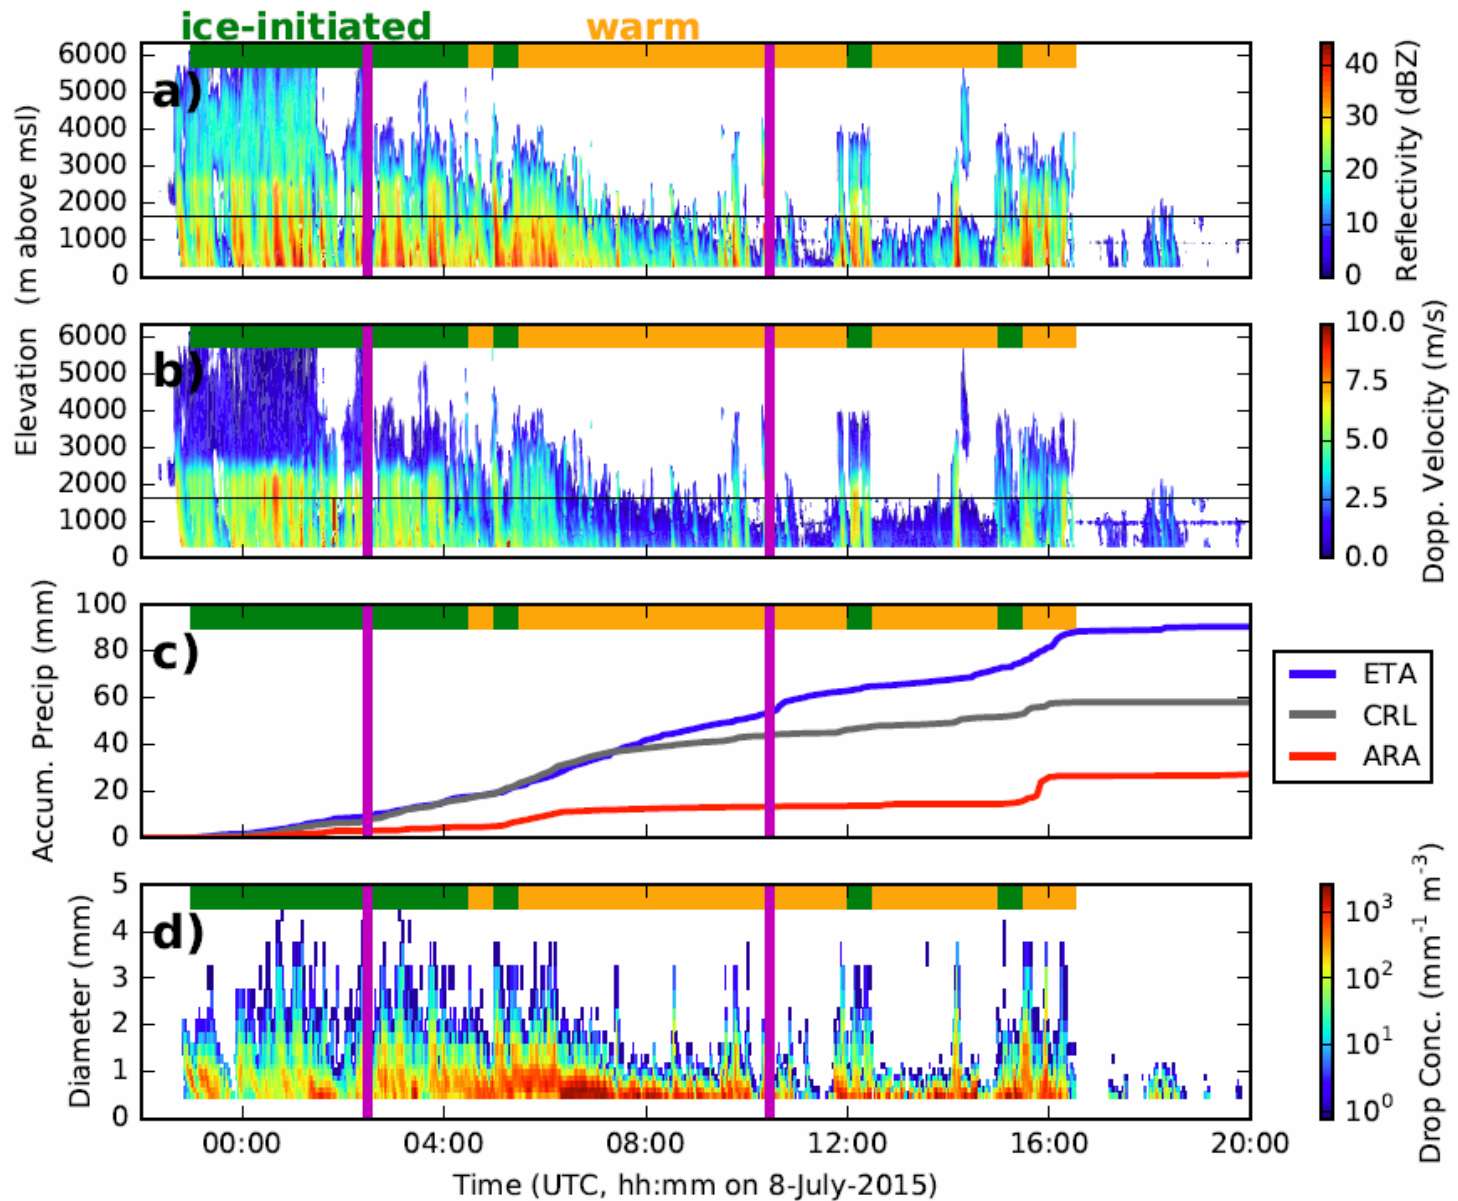 ice-initiated warm
a)
6000
5000
4000
3000
2000
1000
0
40
30
20
10
0
Reflectivity (dBZ)
b)
6000
5000
4000
3000
2000
1000
0
10.0
7.5
5.0
2.5
0.0
Dopp. Velocity (m/s)
Elevation (m above msl)
c)
100
80
60
40
20
0
Accum. Precip (mm)
ETA
CRL
ARA
d)
5
4
3
2
1
0
Diameter (mm)
10³
10²
10¹
10⁰
Drop Conc. (mm⁻¹ m⁻³)
00:00 04:00 08:00 12:00 16:00 20:00
Time (UTC, hh:mm on 8-July-2015)